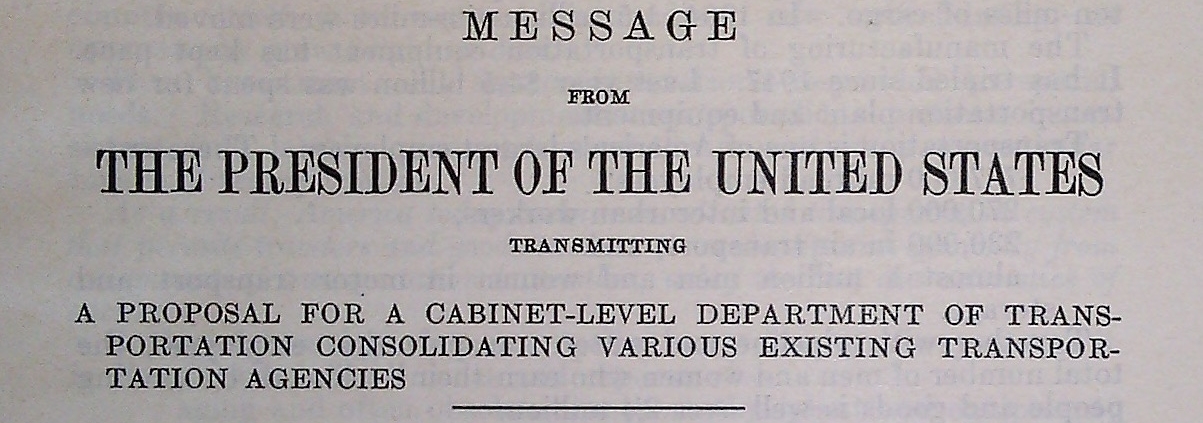 MESSAGE
FROM
THE PRESIDENT OF THE UNITED STATES
TRANSMITTING
A PROPOSAL FOR A CABINET-LEVEL DEPARTMENT OF TRANS-
PORTATION CONSOLIDATING VARIOUS EXISTING TRANSPOR-
TATION AGENCIES